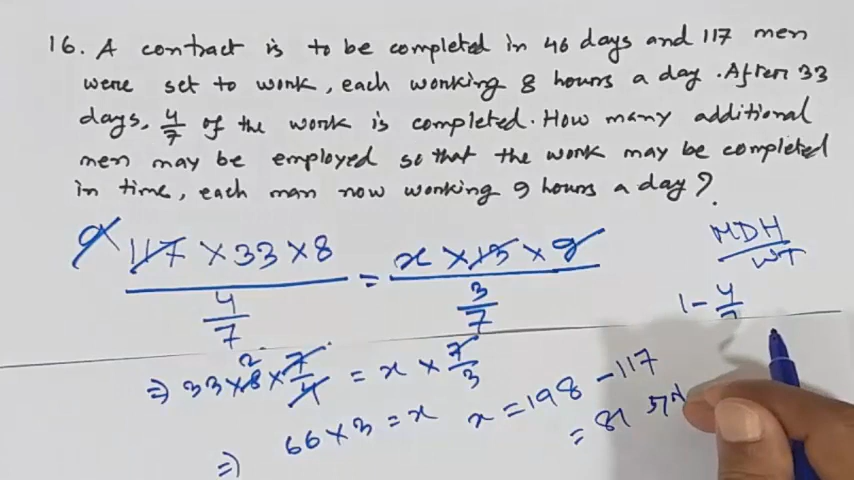 16. A contract is to be completed in 46 days and 117 men
were set to work, each working 8 hours a day. After 33
days, 4/7 of the work is completed. How many additional
men may be employed so that the work may be completed
in time, each man now working 9 hours a day?
9 117 × 33 × 8 / 4/7 = x × 13 × 9 / 3/7
MDH / WT
1 - 4/7
⇒ 33 × 8 2 × 7/4 = x × 7/3
⇒ 66 × 3 = x x = 198 - 117
= 81